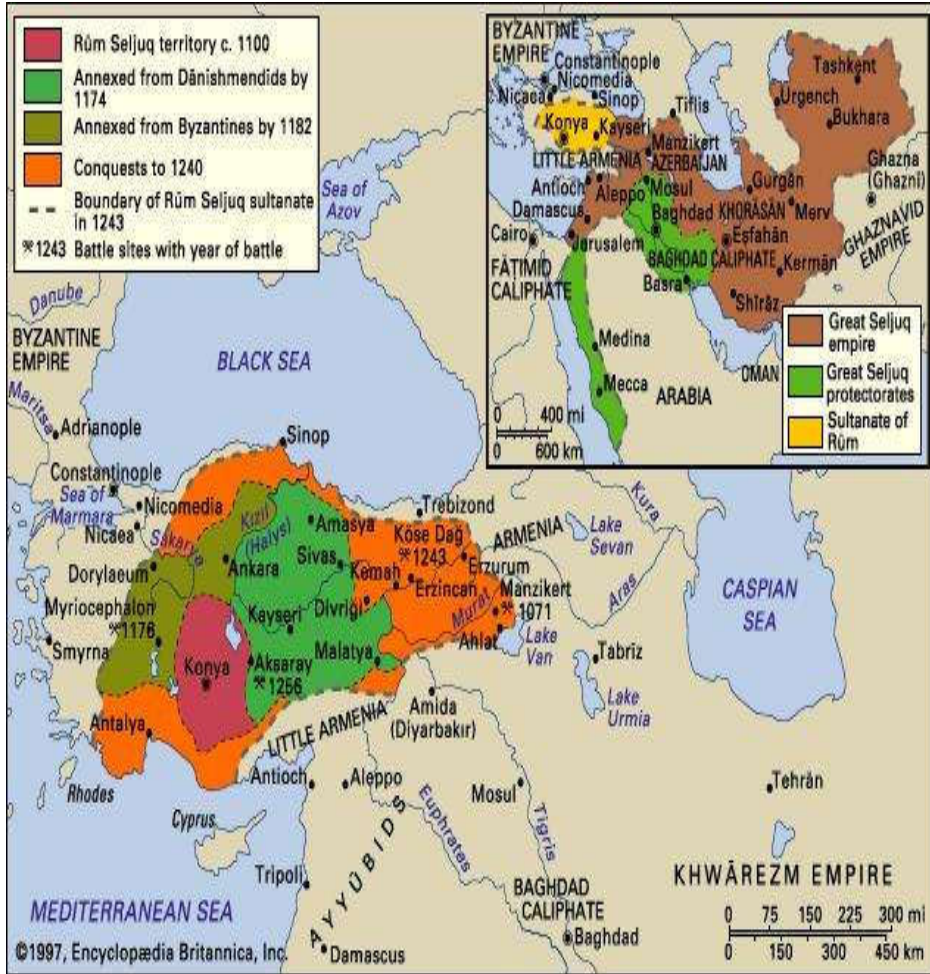 Rûm Seljuq territory c. 1100
Annexed from Dānishmendids by
1174
Annexed from Byzantines by 1182
Conquests to 1240
Boundary of Rūm Seljuq sultanate
in 1243
1243 Battle sites with year of battle
BYZANTINE
EMPIRE
Constantinople
Nicomedia
Nicaea
Sinop
Tiflis
Tashkent
Urgench
Bukhara
Konya
Kayseri
Manzikert
LITTLE ARMENIA
AZERBAIJAN
Antioch
Aleppo
Mosul
Gurgān
Ghazna
(Ghaznī)
Damascus
Baghdad
KHORĀSĀN
Merv
Cairo
Jerusalem
Eşfahān
GHAZNAVID
EMPIRE
FĀṬIMID
CALIPHATE
BAGHDAD CALIPHATE
Kermān
Basra
Shīrāz
Medina
Mecca
ARABIA
OMAN
0 400 mi
0 600 km
Great Seljuq
empire
Great Seljuq
protectorates
Sultanate of
Rūm
Sea of
Azov
Danube
BYZANTINE
EMPIRE
BLACK SEA
Maritsa
Adrianople
Sinop
Constantinople
Sea of
Marmara
Nicomedia
Nicaea
Trebizond
Kura
Sakarya
Kızıl
(Halys)
Amasya
Köse Dağ
1243
ARMENIA
Lake
Sevan
Dorylaeum
Ankara
Sivas
Kemah
Erzurum
Erzincan
Manzikert
1071
Aras
CASPIAN
SEA
Myriocephalon
1176
Kayseri
Divrigi
Murat
Smyrna
Ahlat
Lake
Van
Tabrīz
Konya
Aksaray
1256
Malatya
Lake
Urmia
Antalya
LITTLE ARMENIA
Amida
(Diyarbakır)
Rhodes
Antioch
Aleppo
Mosul
Tehrān
Cyprus
Euphrates
Tigris
Tripoli
AYYŪBIDS
KHWĀREZM EMPIRE
MEDITERRANEAN SEA
BAGHDAD
CALIPHATE
0 75 150 225 300 mi
©1997, Encyclopædia Britannica, Inc.
Damascus
Baghdad
0 150 300 450 km